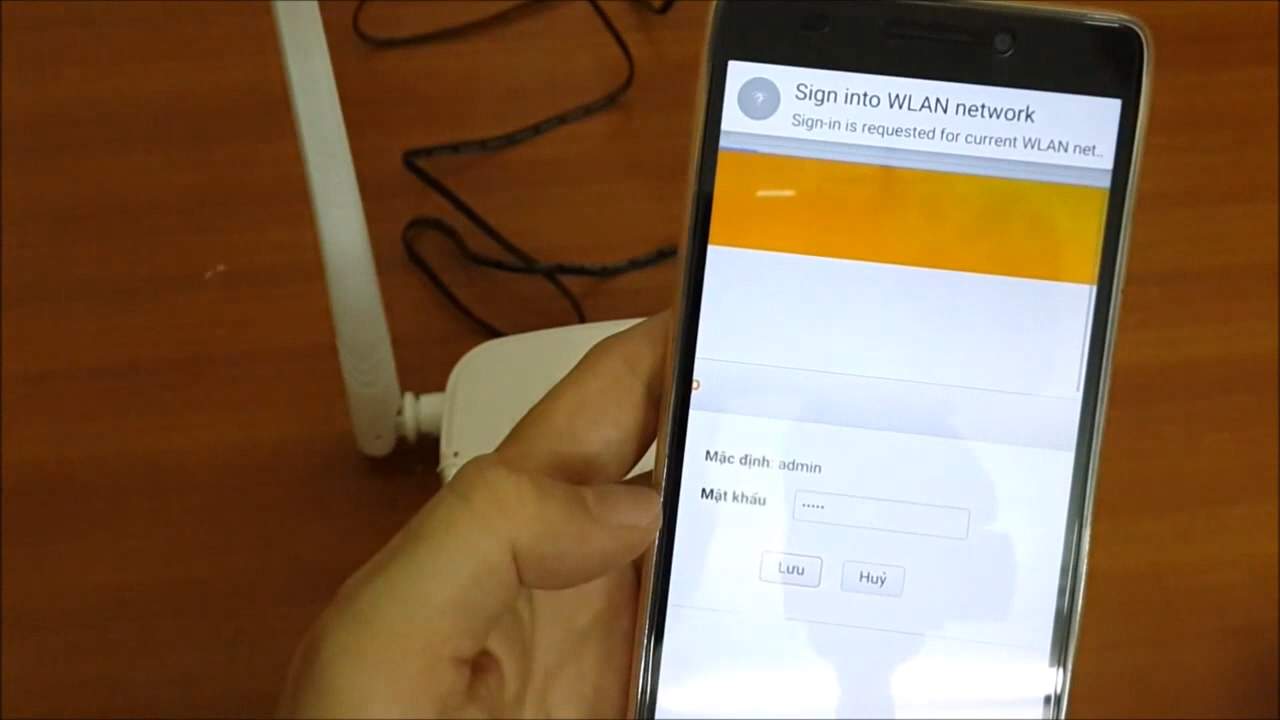 Sign into WLAN network
Sign-in is requested for current WLAN net..
Mặc định: admin
Mật khẩu •••••
Lưu Huỷ